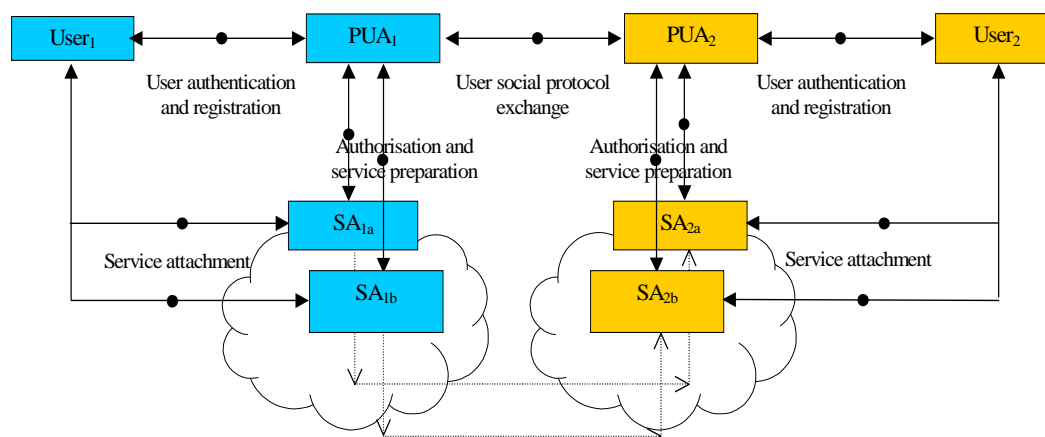 User₁
PUA₁
PUA₂
User₂
User authentication
and registration
User social protocol
exchange
User authentication
and registration
Authorisation and
service preparation
Authorisation and
service preparation
SA₁ₐ
SA₂ₐ
Service attachment
Service attachment
SA₁b
SA₂b